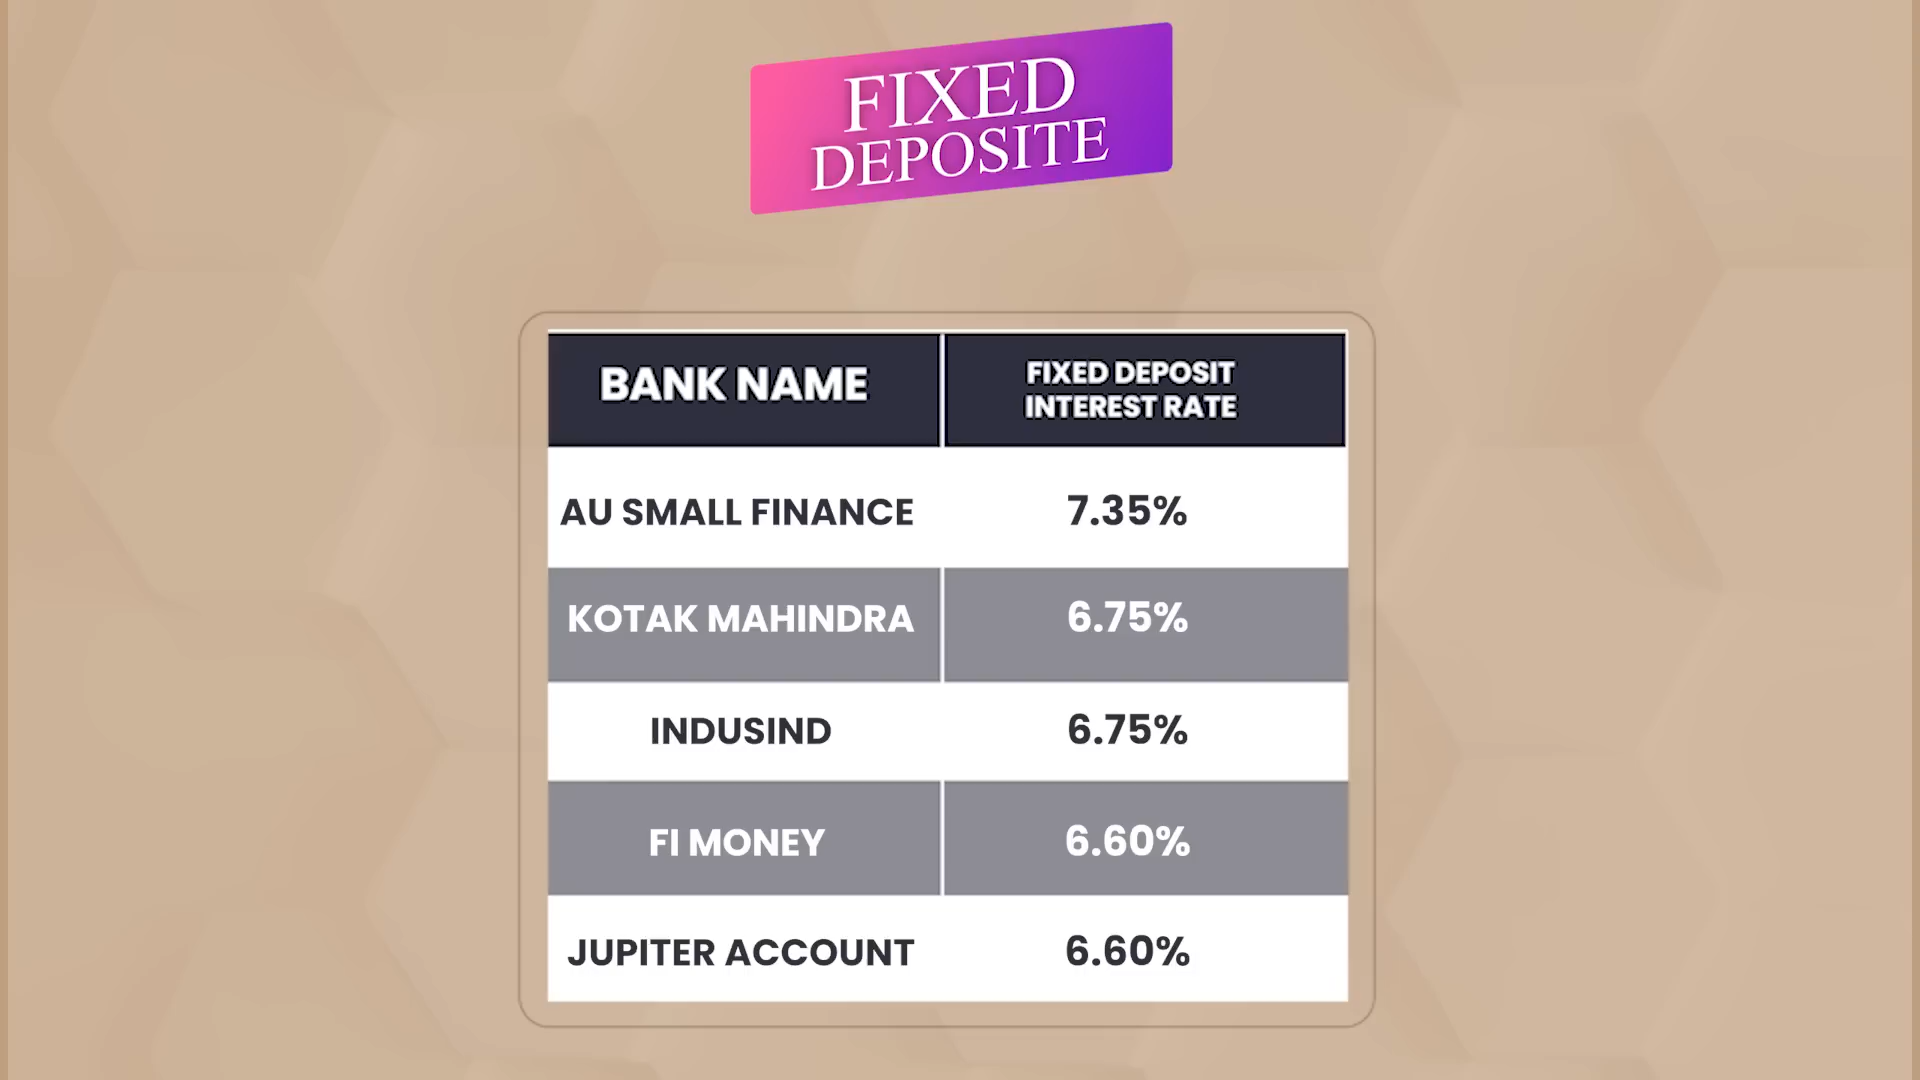 FIXED
DEPOSITE
BANK NAME
FIXED DEPOSIT
INTEREST RATE
AU SMALL FINANCE 7.35%
KOTAK MAHINDRA 6.75%
INDUSIND 6.75%
FI MONEY 6.60%
JUPITER ACCOUNT 6.60%